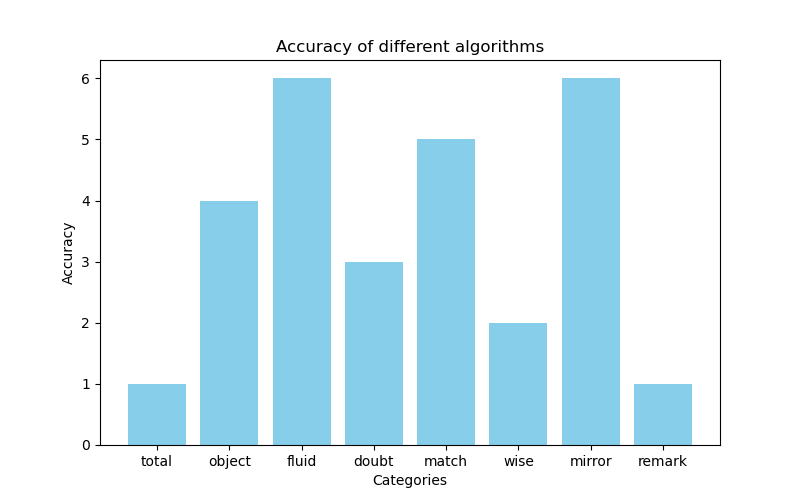 Accuracy of different algorithms
6
5
4
3
2
1
0
Accuracy
total object fluid doubt match wise mirror remark
Categories